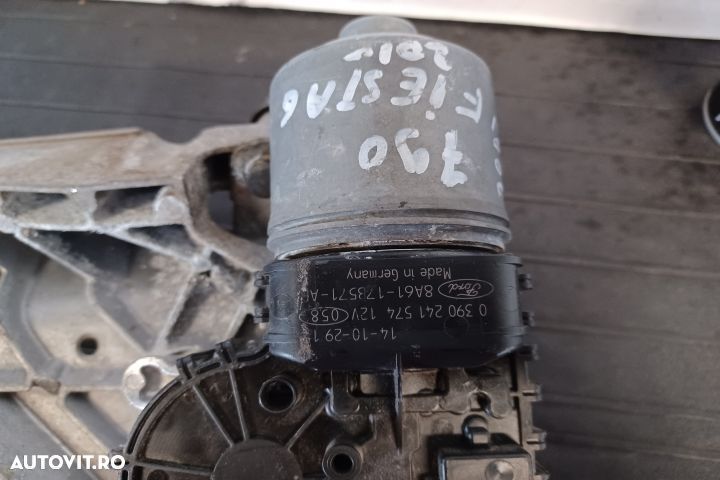 790
FIESTA 6
Made in Germany
Ford 8A61-17B571-A
0 390 241 574 12V 058
14-10-29 1
AUTOVIT.RO